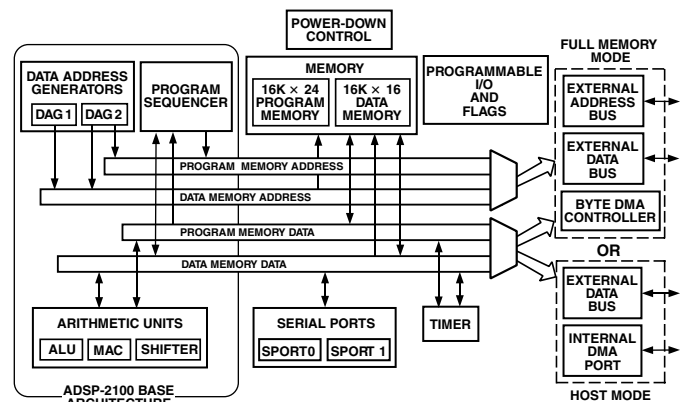 POWER-DOWN
CONTROL
FULL MEMORY
MODE
DATA ADDRESS
GENERATORS
DAG 1
DAG 2
PROGRAM
SEQUENCER
MEMORY
16K × 24
PROGRAM
MEMORY
16K × 16
DATA
MEMORY
PROGRAMMABLE
I/O
AND
FLAGS
EXTERNAL
ADDRESS
BUS
EXTERNAL
DATA
BUS
BYTE DMA
CONTROLLER
OR
EXTERNAL
DATA
BUS
INTERNAL
DMA
PORT
HOST MODE
PROGRAM MEMORY ADDRESS
DATA MEMORY ADDRESS
PROGRAM MEMORY DATA
DATA MEMORY DATA
ARITHMETIC UNITS
ALU
MAC
SHIFTER
SERIAL PORTS
SPORT0
SPORT 1
TIMER
ADSP-2100 BASE
ARCHITECTURE